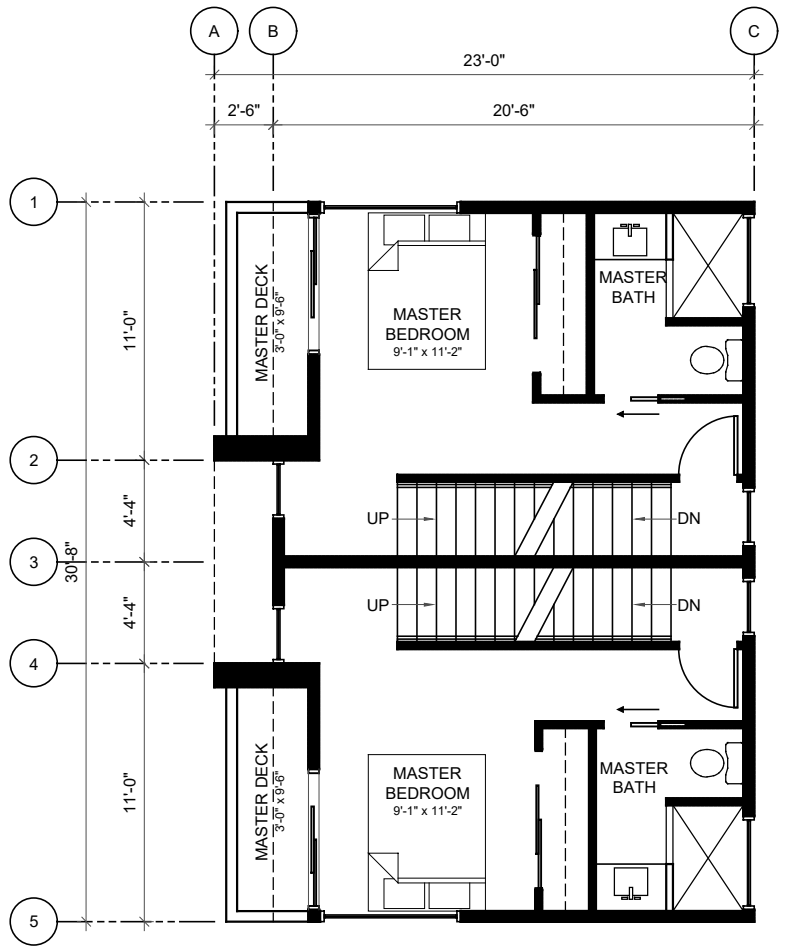 A B C
23'-0"
2'-6" 20'-6"
1
MASTER DECK
3'-0" x 9'-6"
MASTER
BEDROOM
9'-1" x 11'-2"
MASTER
BATH
11'-0"
2
4'-4"
UP DN
3
30'-8"
4'-4"
UP DN
4
MASTER DECK
3'-0" x 9'-6"
MASTER
BEDROOM
9'-1" x 11'-2"
MASTER
BATH
11'-0"
5